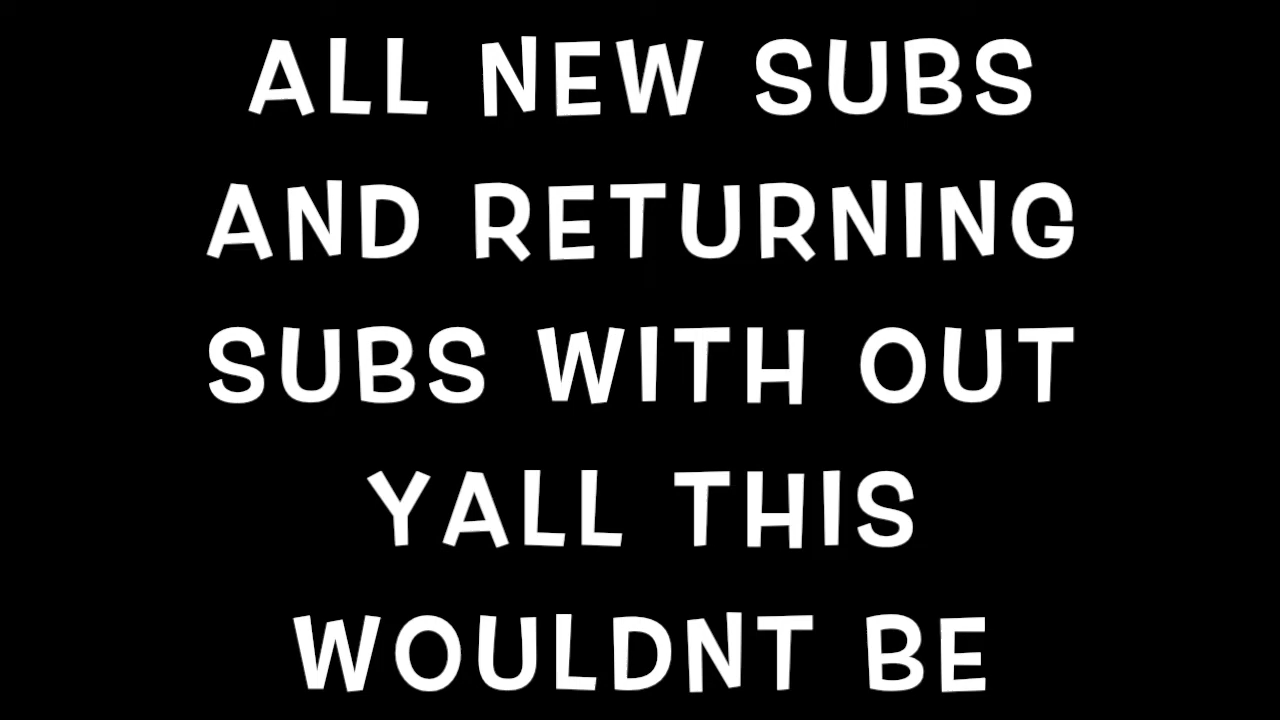 ALL NEW SUBS
AND RETURNING
SUBS WITH OUT
YALL THIS
WOULDNT BE